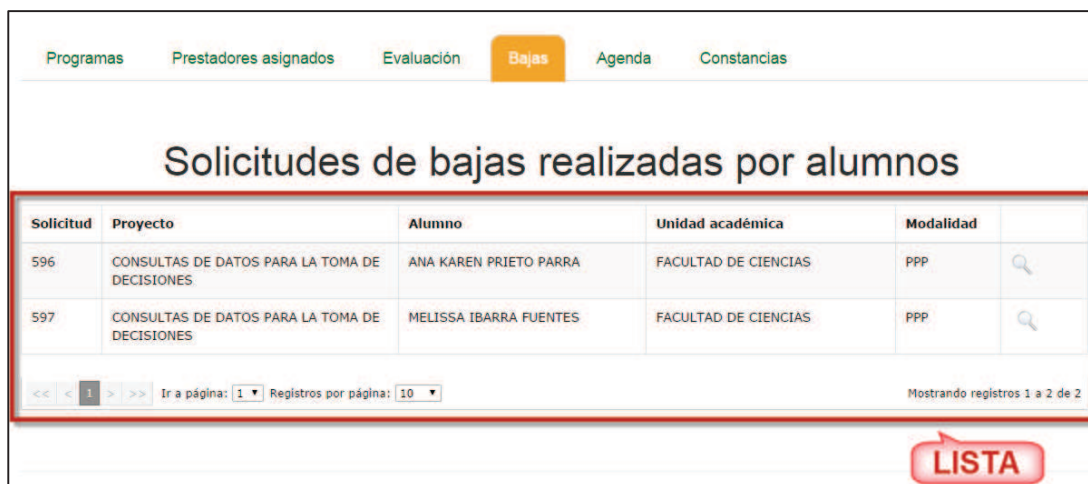 Programas Prestadores asignados Evaluación Bajas Agenda Constancias
Solicitudes de bajas realizadas por alumnos
Solicitud Proyecto Alumno Unidad académica Modalidad
596 CONSULTAS DE DATOS PARA LA TOMA DE DECISIONES ANA KAREN PRIETO PARRA FACULTAD DE CIENCIAS PPP
597 CONSULTAS DE DATOS PARA LA TOMA DE DECISIONES MELISSA IBARRA FUENTES FACULTAD DE CIENCIAS PPP
<< < 1 > >> Ir a página: 1 Registros por página: 10 Mostrando registros 1 a 2 de 2
LISTA